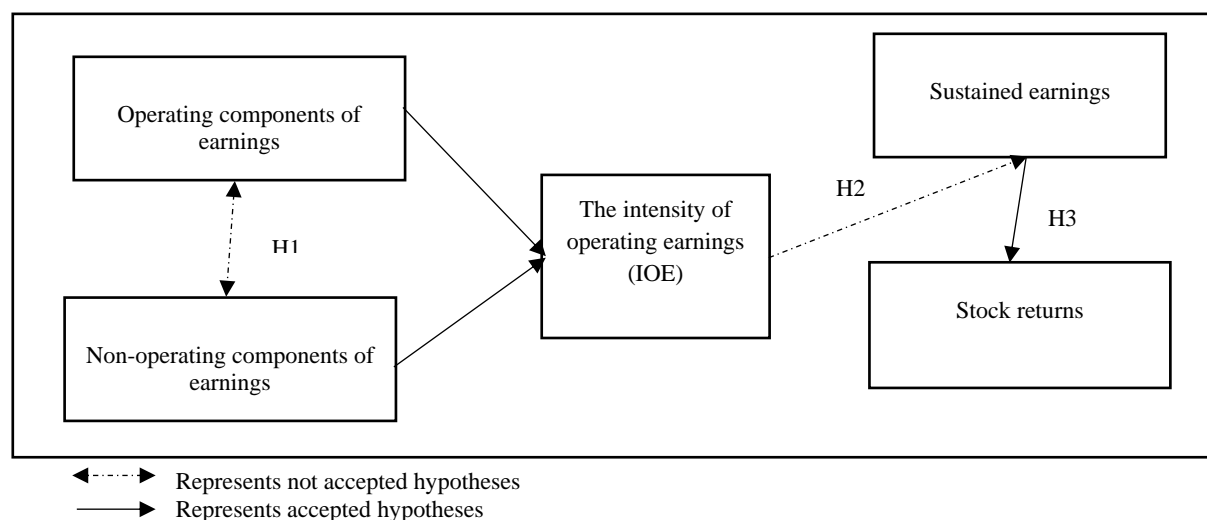 Operating components of
earnings
H1
Non-operating components of
earnings
The intensity of
operating earnings
(IOE)
H2
Sustained earnings
H3
Stock returns
Represents not accepted hypotheses
Represents accepted hypotheses